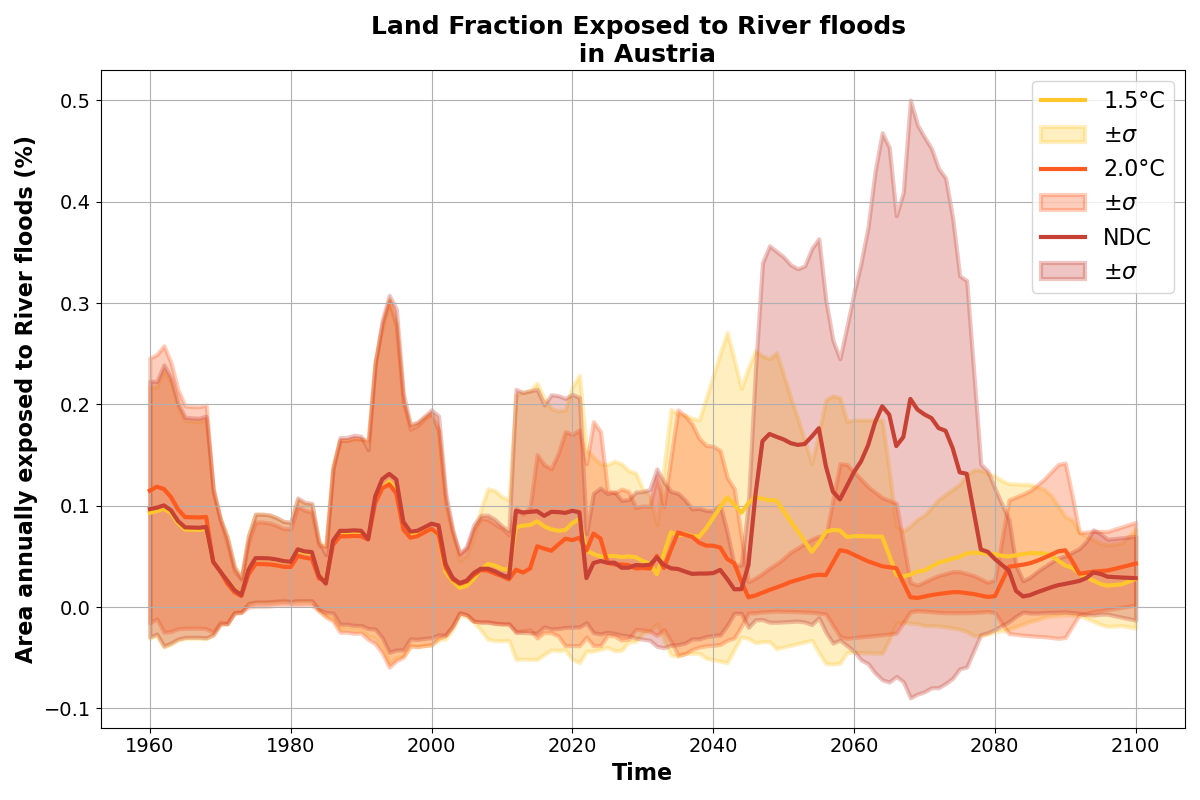 Land Fraction Exposed to River floods
in Austria
Area annually exposed to River floods (%)
0.5
0.4
0.3
0.2
0.1
0.0
−0.1
1960
1980
2000
2020
2040
2060
2080
2100
Time
1.5°C
±σ
2.0°C
±σ
NDC
±σ